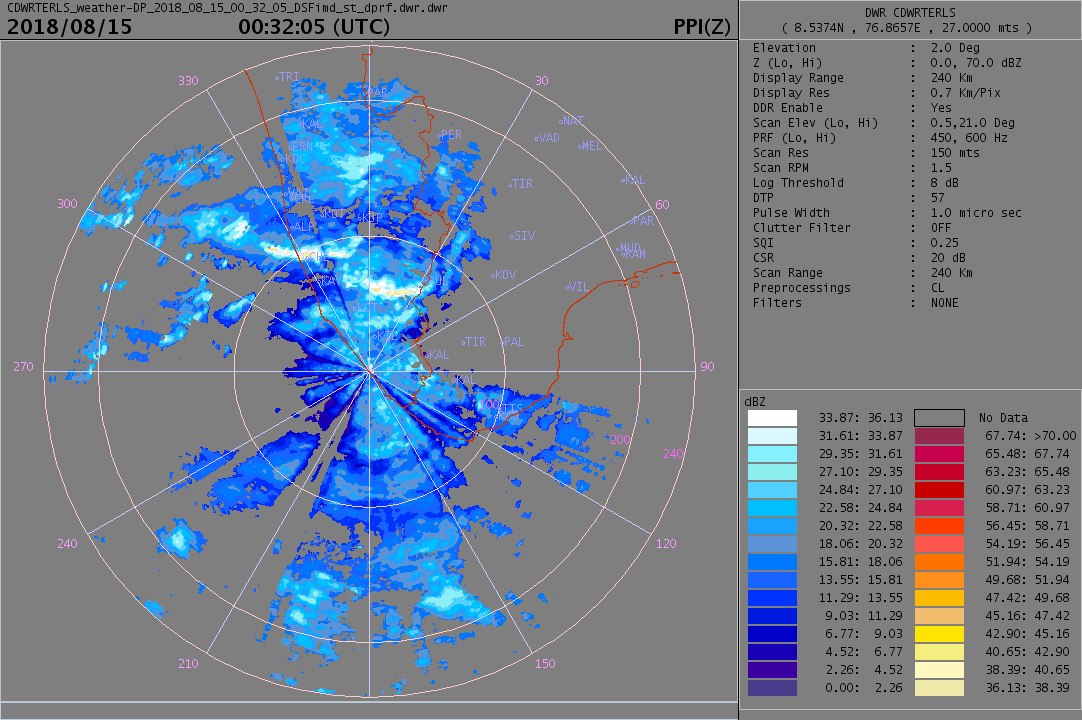 CDWRTERLS_weather-DP_2018_08_15_00_32_05_DSFimd_st_dprf.dwr.dwr
2018/08/15 00:32:05 (UTC) PPI(Z)
DWR CDWRTERLS
( 8.5374N , 76.8657E , 27.0000 mts )
Elevation : 2.0 Deg
Z (Lo, Hi) : 0.0, 70.0 dBZ
Display Range : 240 Km
Display Res : 0.7 Km/Pix
DDR Enable : Yes
Scan Elev (Lo, Hi) : 0.5,21.0 Deg
PRF (Lo, Hi) : 450, 600 Hz
Scan Res : 150 mts
Scan RPM : 1.5
Log Threshold : 8 dB
DTP : 57
Pulse Width : 1.0 micro sec
Clutter Filter : OFF
SQI : 0.25
CSR : 20 dB
Scan Range : 240 Km
Preprocessings : CL
Filters : NONE
330
TRI
30
PAR
KAL
NAT
PER
VAD
MEL
ERN
KOC
TIR
KAL
300
60
KOT
PAR
ALP
SIV
MUD
KAM
KOV
VIL
270
TIR
PAL
90
KAL
KAL
100
200
240
240
120
210
150
dBZ
33.87: 36.13 No Data
31.61: 33.87 67.74: >70.00
29.35: 31.61 65.48: 67.74
27.10: 29.35 63.23: 65.48
24.84: 27.10 60.97: 63.23
22.58: 24.84 58.71: 60.97
20.32: 22.58 56.45: 58.71
18.06: 20.32 54.19: 56.45
15.81: 18.06 51.94: 54.19
13.55: 15.81 49.68: 51.94
11.29: 13.55 47.42: 49.68
9.03: 11.29 45.16: 47.42
6.77: 9.03 42.90: 45.16
4.52: 6.77 40.65: 42.90
2.26: 4.52 38.39: 40.65
0.00: 2.26 36.13: 38.39